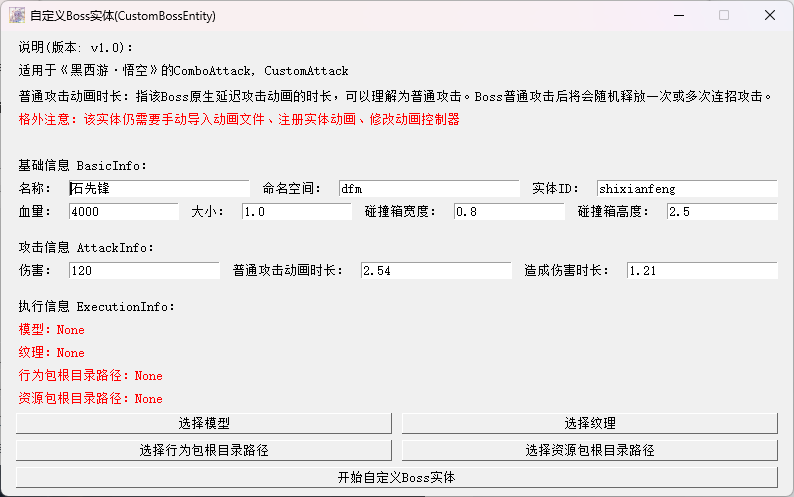 自定义Boss实体(CustomBossEntity)
说明(版本: v1.0):
适用于《黑西游·悟空》的ComboAttack, CustomAttack
普通攻击动画时长: 指该Boss原生延迟攻击动画的时长，可以理解为普通攻击。Boss普通攻击后将会随机释放一次或多次连招攻击。
格外注意: 该实体仍需要手动导入动画文件、注册实体动画、修改动画控制器
基础信息 BasicInfo:
名称: 石先锋 命名空间: dfm 实体ID: shixianfeng
血量: 4000 大小: 1.0 碰撞箱宽度: 0.8 碰撞箱高度: 2.5
攻击信息 AttackInfo:
伤害: 120 普通攻击动画时长: 2.54 造成伤害时长: 1.21
执行信息 ExecutionInfo:
模型: None
纹理: None
行为包根目录路径: None
资源包根目录路径: None
选择模型 选择纹理
选择行为包根目录路径 选择资源包根目录路径
开始自定义Boss实体